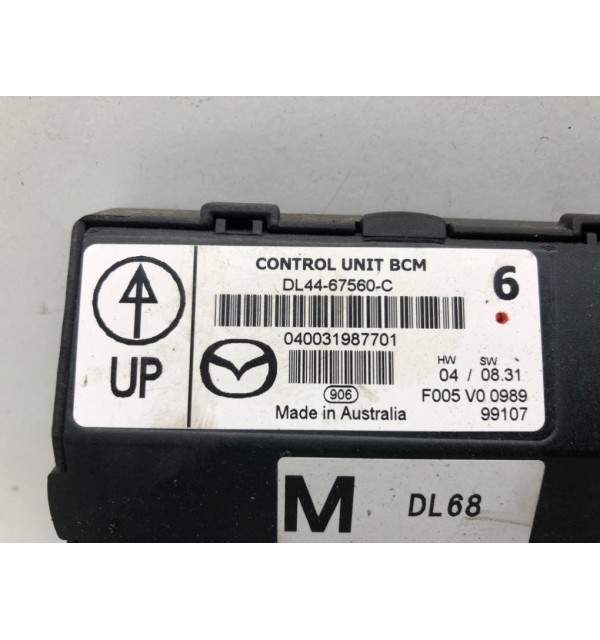 CONTROL UNIT BCM
DL44-67560-C
6
040031987701
UP
HW SW
04 / 08.31
906
F005 V0 0989
Made in Australia
99107
M DL68